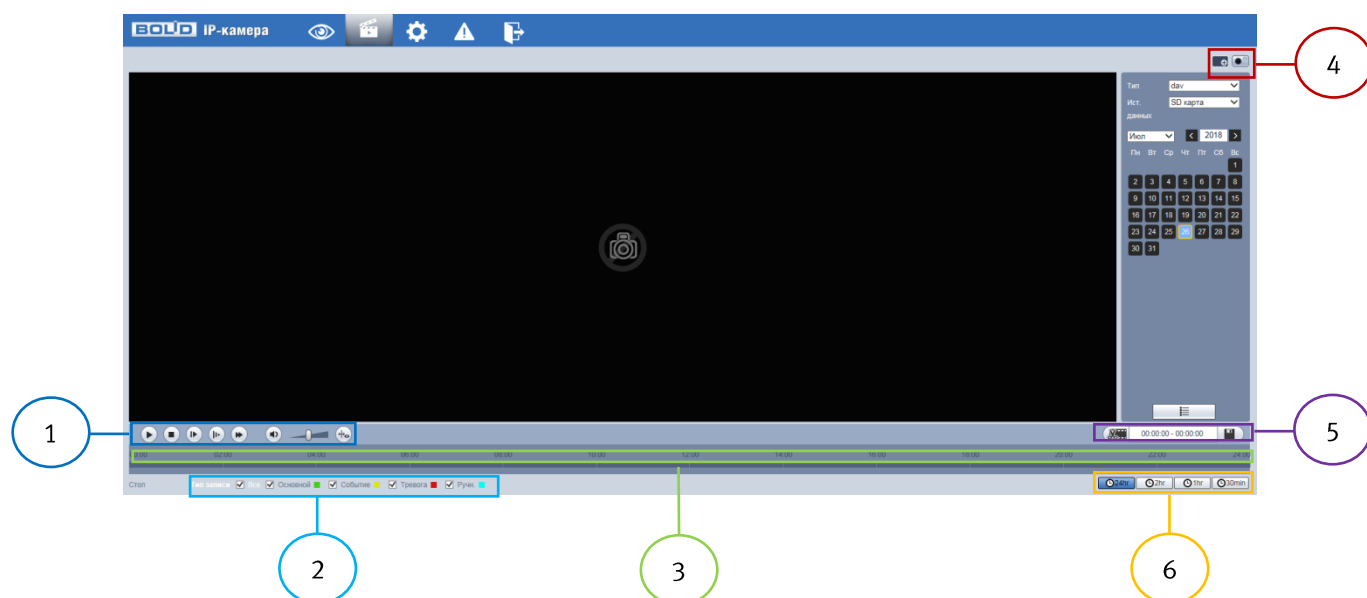 BOLID IP-камера
4
Тип dav
Ист. данных SD карта
Июл 2018
Пн Вт Ср Чт Пт Сб Вс
1
2 3 4 5 6 7 8
9 10 11 12 13 14 15
16 17 18 19 20 21 22
23 24 25 26 27 28 29
30 31
1
00:00:00 - 00:00:00
5
02:00 04:00 06:00 08:00 10:00 12:00 14:00 16:00 18:00 20:00 22:00 24:00
Стоп Тип записи Все Основной Событие Тревога Ручн.
24hr 2hr 1hr 30min
2
3
6